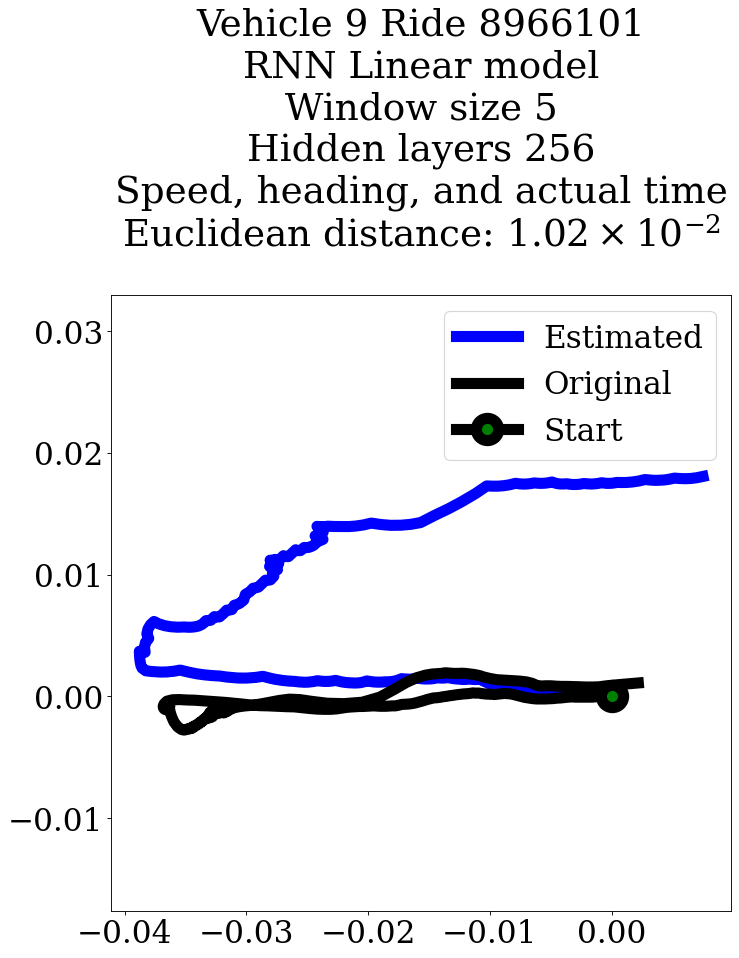 Vehicle 9 Ride 8966101
RNN Linear model
Window size 5
Hidden layers 256
Speed, heading, and actual time
Euclidean distance: 1.02 × 10⁻²
Estimated
Original
Start
0.03
0.02
0.01
0.00
−0.01
−0.04 −0.03 −0.02 −0.01 0.00